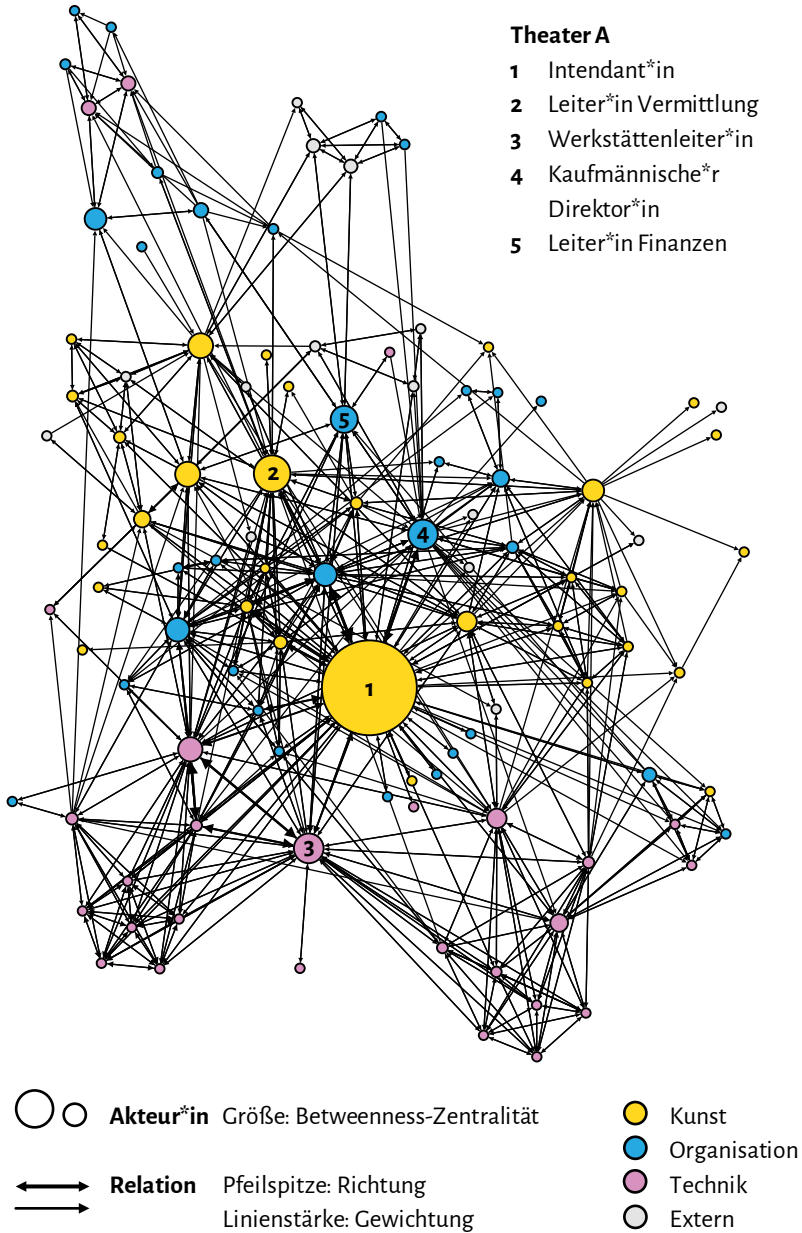 Theater A
1 Intendant*in
2 Leiter*in Vermittlung
3 Werkstättenleiter*in
4 Kaufmännische*r
Direktor*in
5 Leiter*in Finanzen
5
2
4
1
3
Akteur*in Größe: Betweenness-Zentralität
Relation Pfeilspitze: Richtung
Linienstärke: Gewichtung
Kunst
Organisation
Technik
Extern